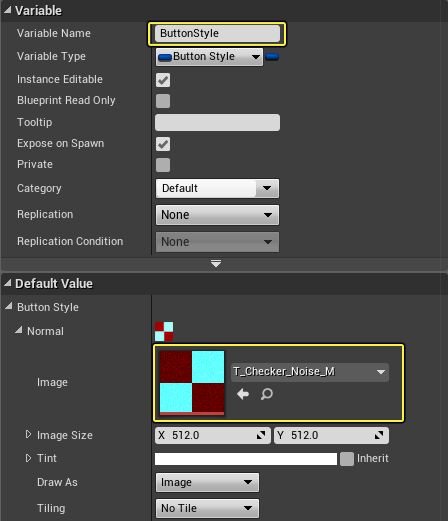 Variable
Variable Name ButtonStyle
Variable Type Button Style
Instance Editable
Blueprint Read Only
Tooltip
Expose on Spawn
Private
Category Default
Replication None
Replication Condition None
Default Value
Button Style
Normal
Image T_Checker_Noise_M
Image Size X 512.0 Y 512.0
Tint Inherit
Draw As Image
Tiling No Tile